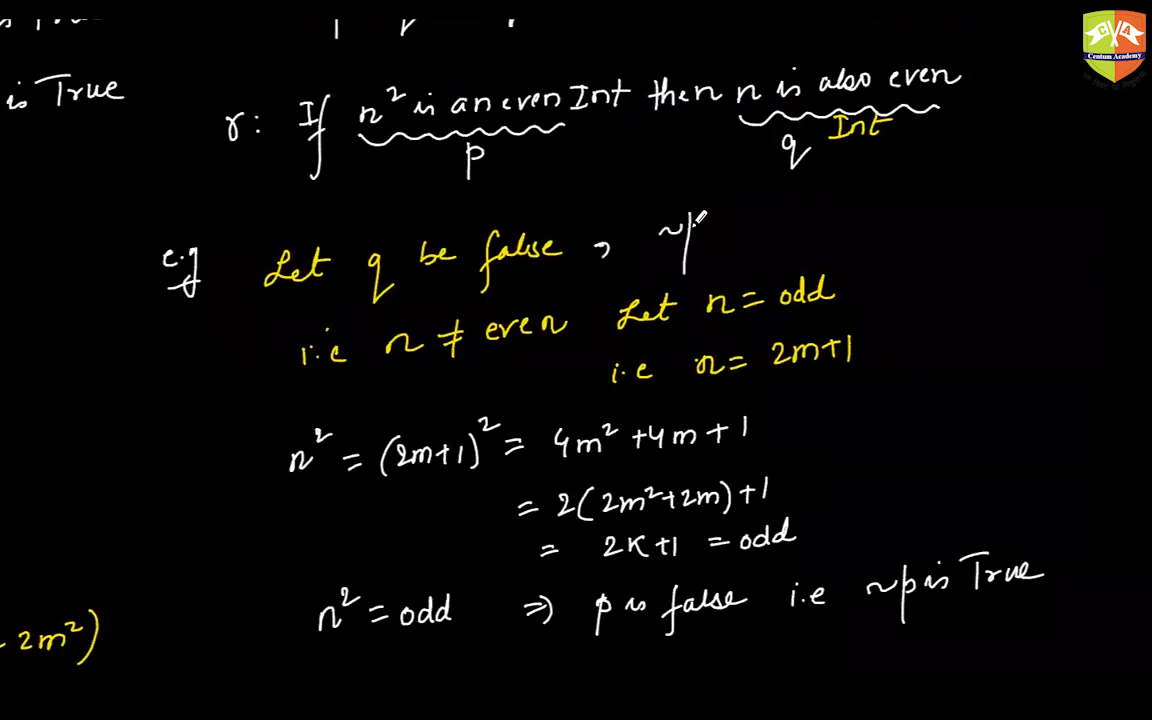 is True
r: If n² is an even Int then n is also even
p
q Int
e.g Let q be false, ~p
i.e n ≠ even Let n = odd
i.e n = 2m+1
n² = (2m+1)² = 4m² + 4m + 1
= 2(2m²+2m) + 1
= 2K+1 = odd
n² = odd ⇒ p is false i.e ~p is True
2m²)
C A
Centum Academy